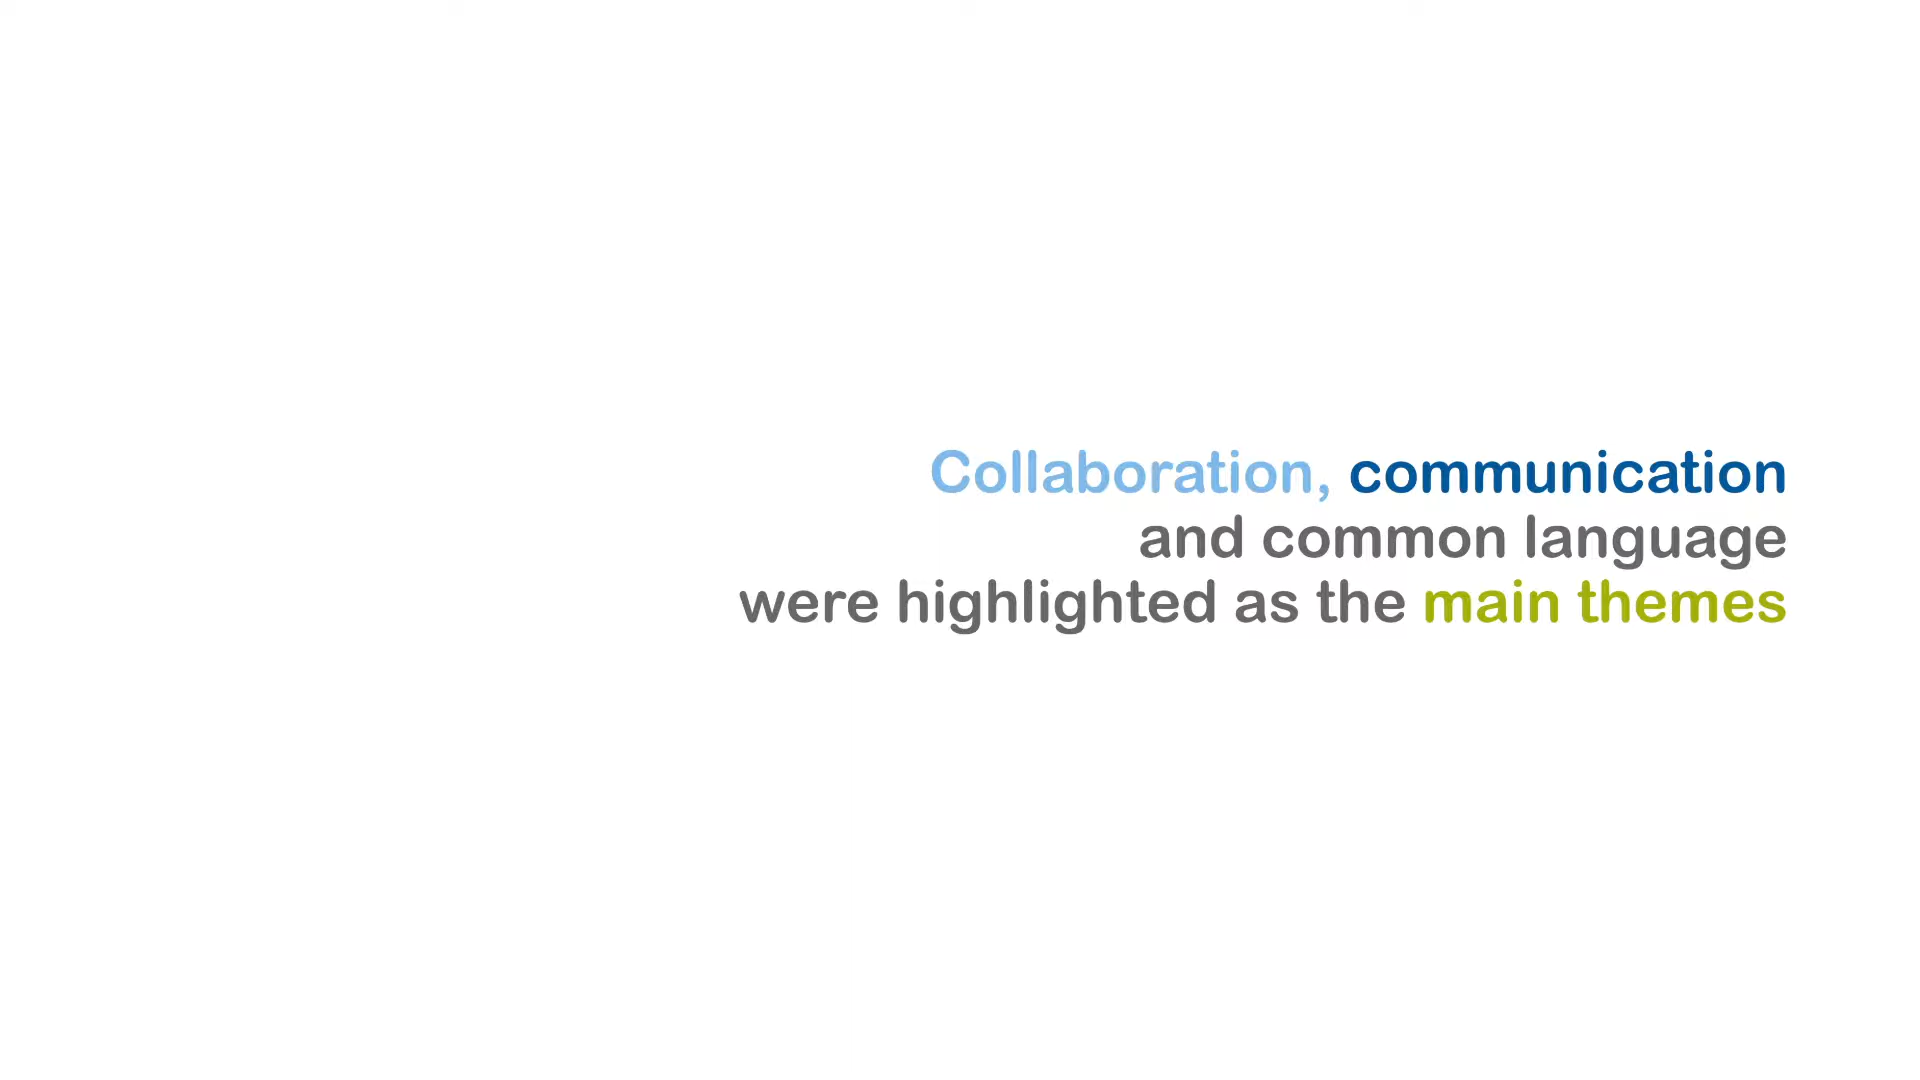 Collaboration, communication
and common language
were highlighted as the main themes